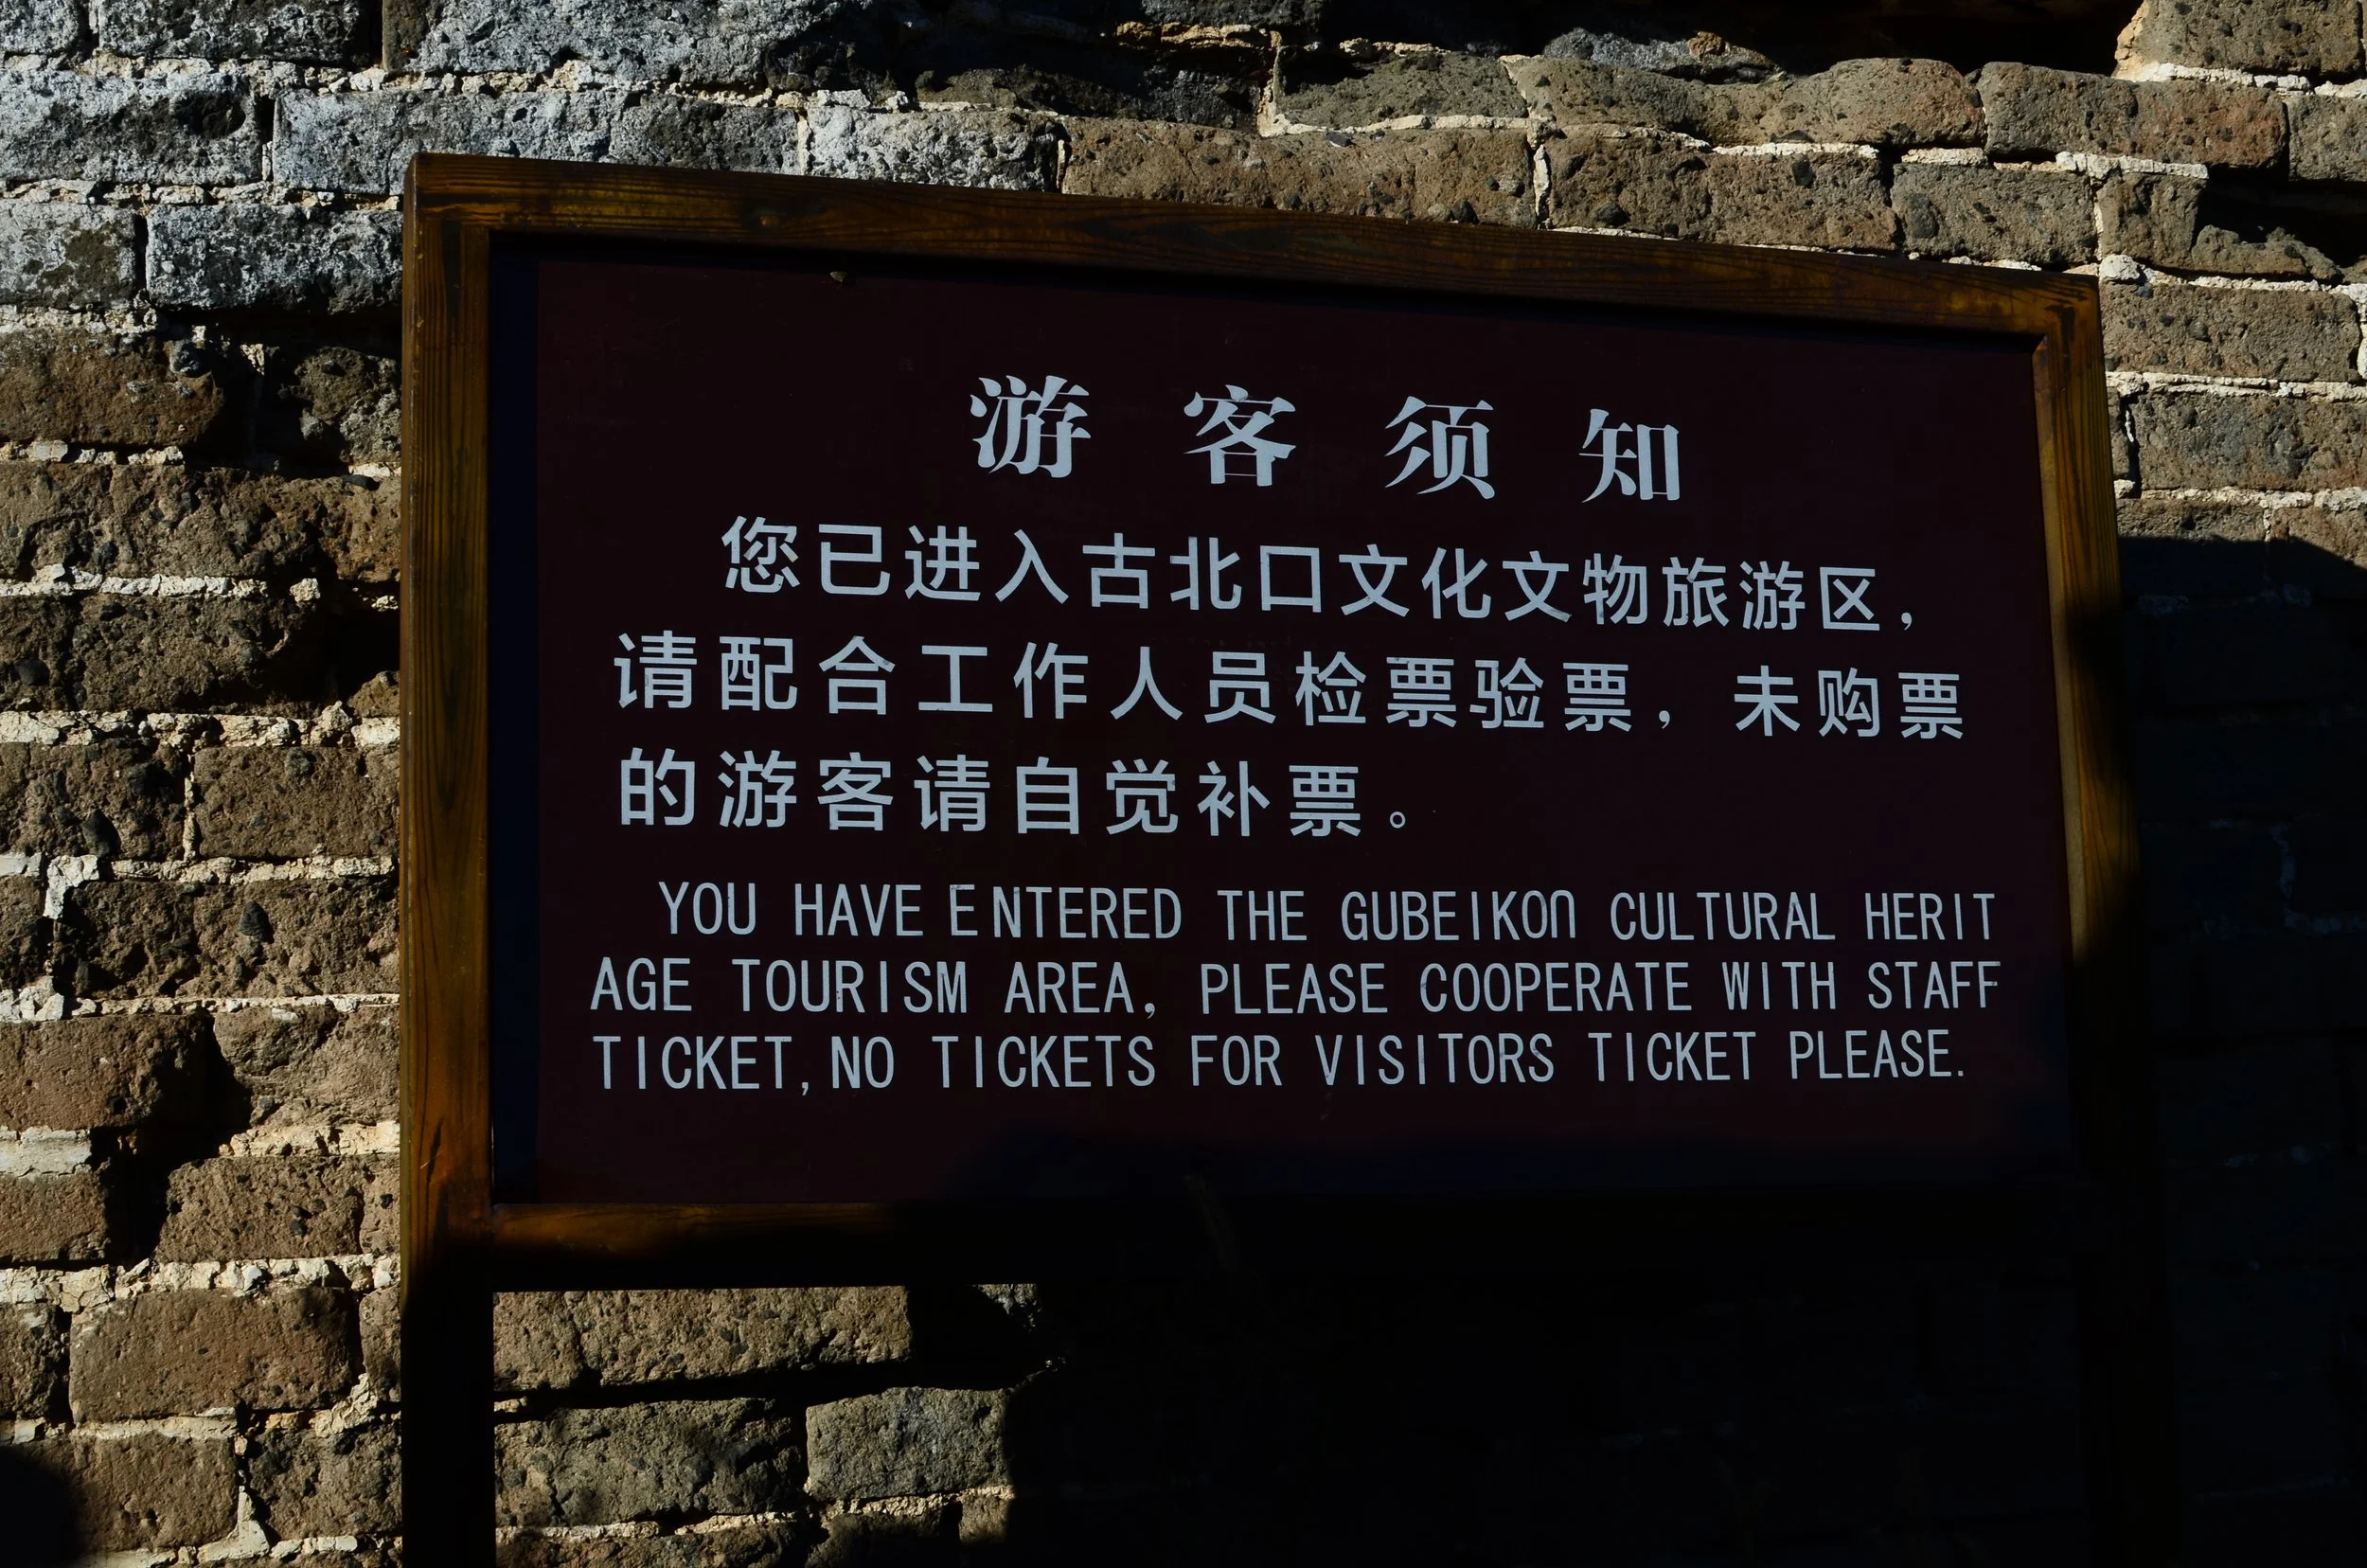 游客须知
您已进入古北口文化文物旅游区，
请配合工作人员检票验票，未购票
的游客请自觉补票。
YOU HAVE ENTERED THE GUBEIKOn CULTURAL HERIT
AGE TOURISM AREA, PLEASE COOPERATE WITH STAFF
TICKET,NO TICKETS FOR VISITORS TICKET PLEASE.